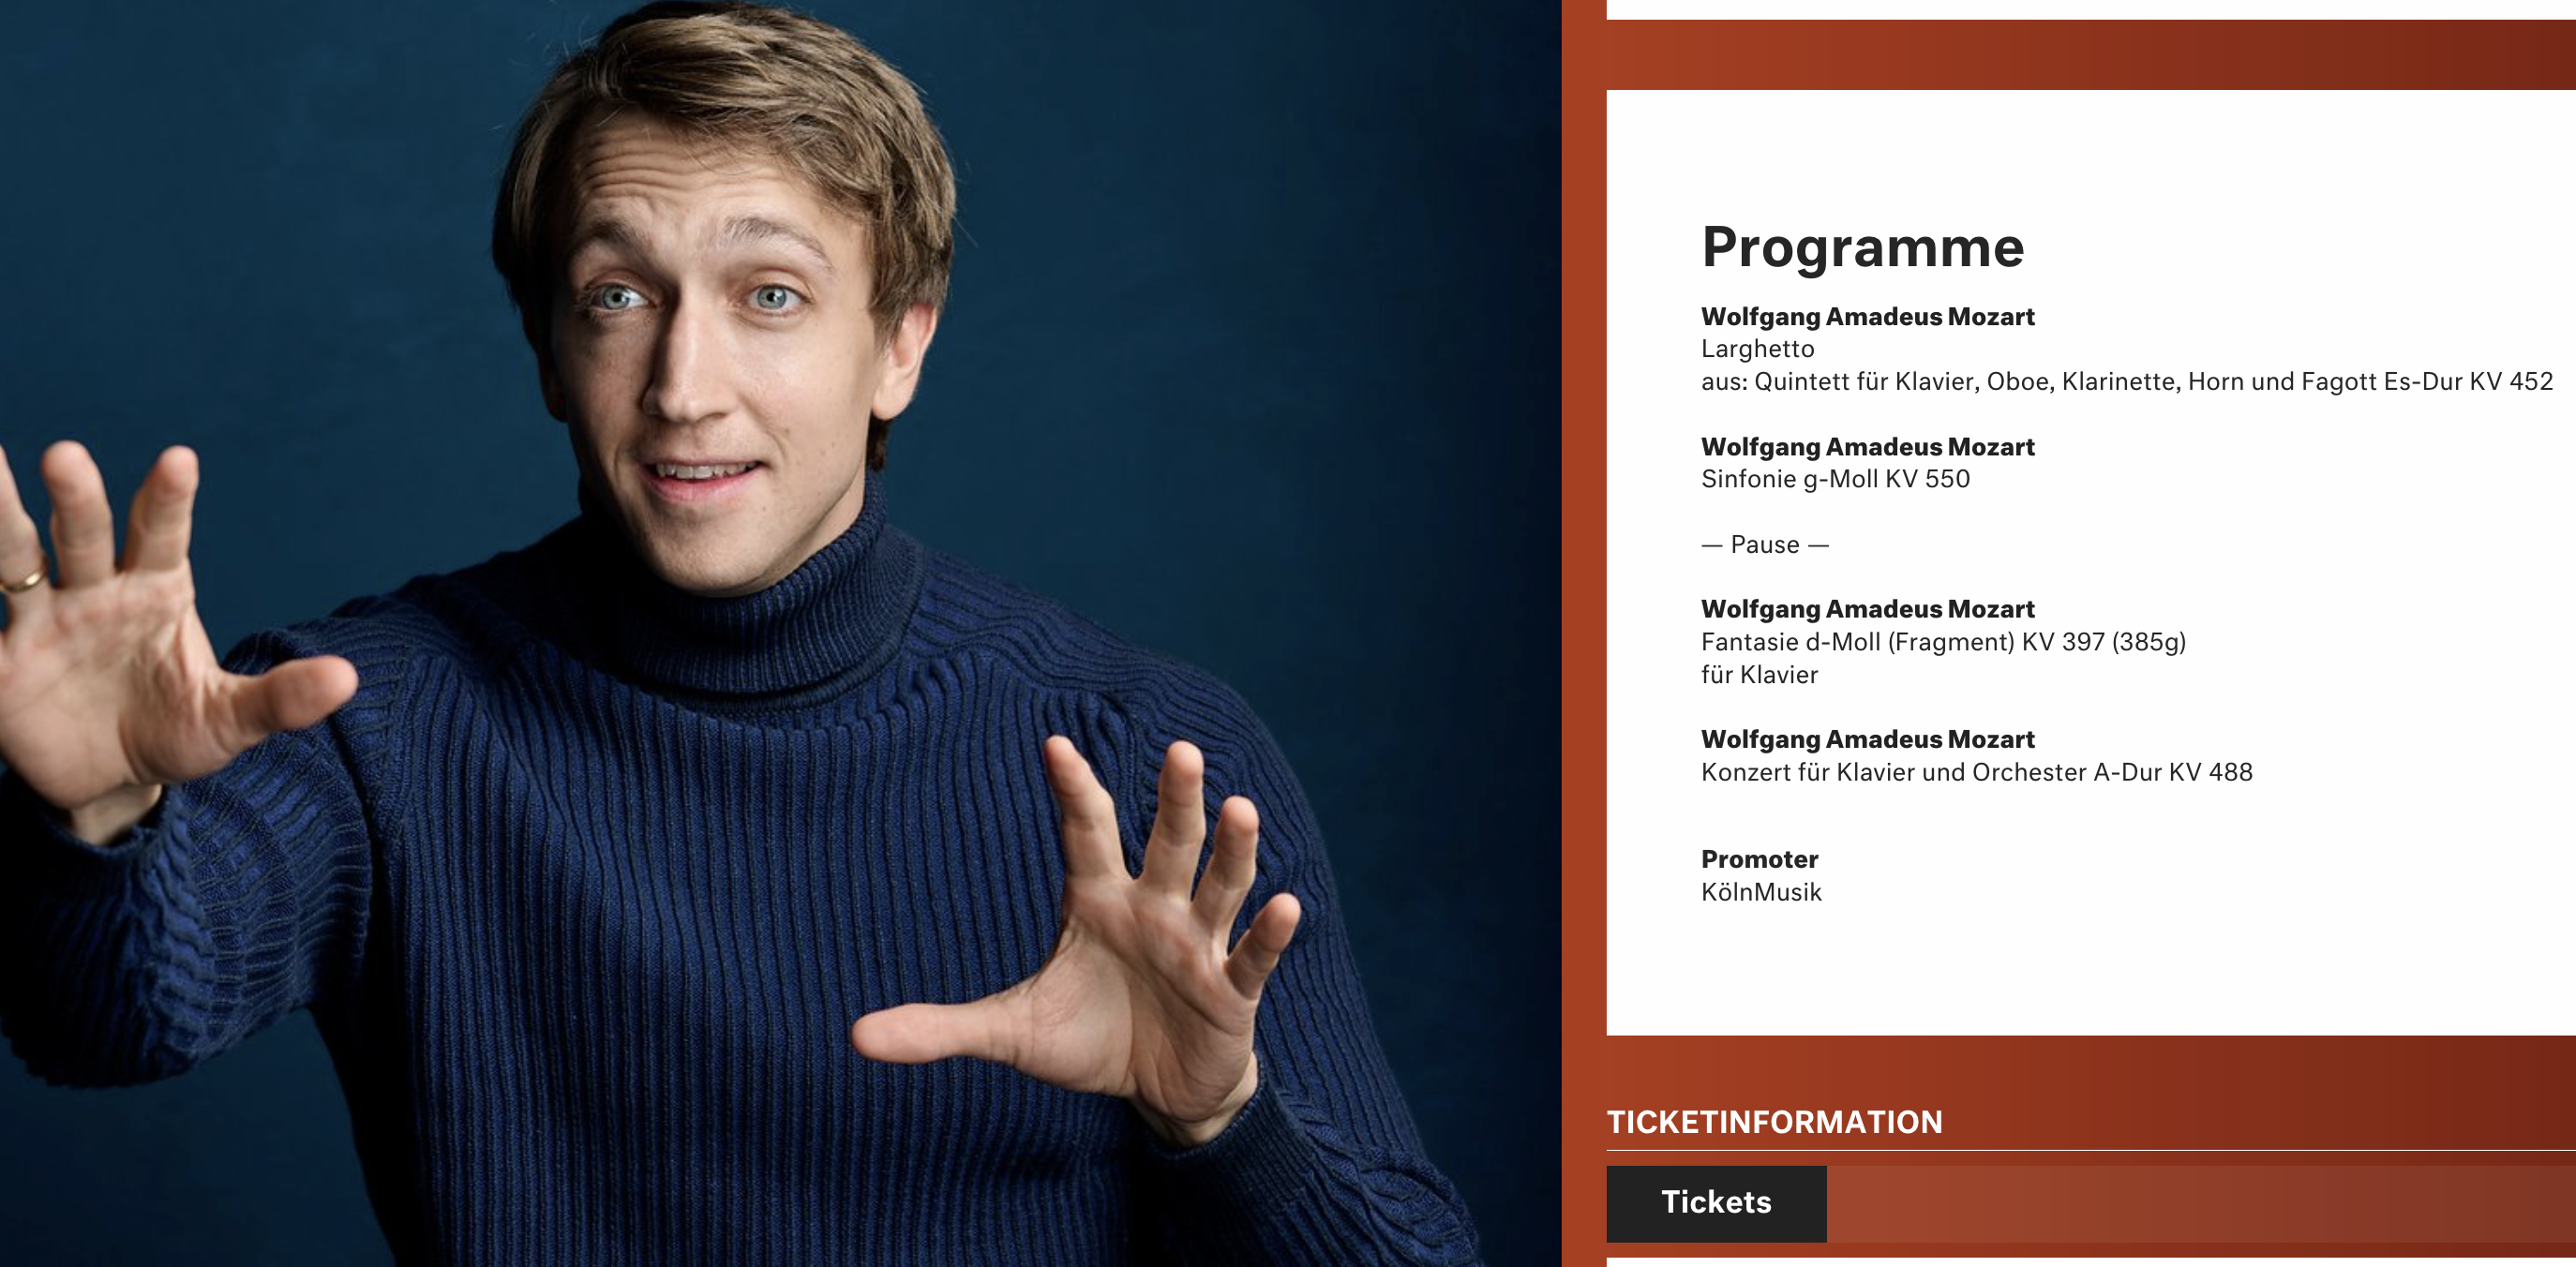 Programme
Wolfgang Amadeus Mozart
Larghetto
aus: Quintett für Klavier, Oboe, Klarinette, Horn und Fagott Es-Dur KV 452
Wolfgang Amadeus Mozart
Sinfonie g-Moll KV 550
— Pause —
Wolfgang Amadeus Mozart
Fantasie d-Moll (Fragment) KV 397 (385g)
für Klavier
Wolfgang Amadeus Mozart
Konzert für Klavier und Orchester A-Dur KV 488
Promoter
KölnMusik
TICKETINFORMATION
Tickets